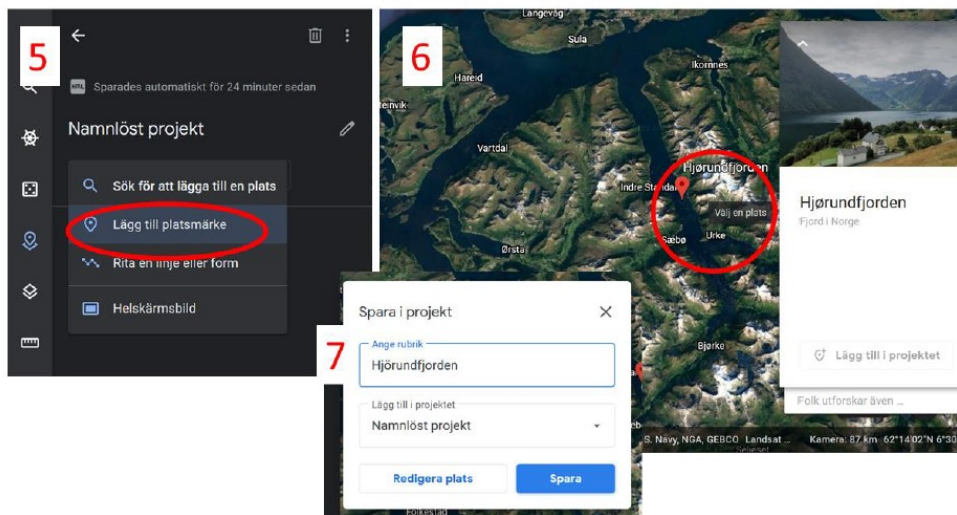 5
Sparades automatiskt för 24 minuter sedan
Namnlöst projekt
Sök för att lägga till en plats
Lägg till platsmärke
Rita en linje eller form
Helskärmsbild
6
Langevåg
Sula
Ikornnes
Hareid
Vartdal
Hjørundfjorden
Indre Standal
Välj en plats
Sæbø
Urke
Ørsta
Bjørke
Hjørundfjorden
Fjord i Norge
Lägg till i projektet
Folk utforskar även ...
S. Navy, NGA, GEBCO Landsat ... Kamera: 87 km 62°14'02"N 6°30
7
Spara i projekt
Ange rubrik
Hjörundfjorden
Lägg till i projektet
Namnlöst projekt
Redigera plats
Spara
Folkestad